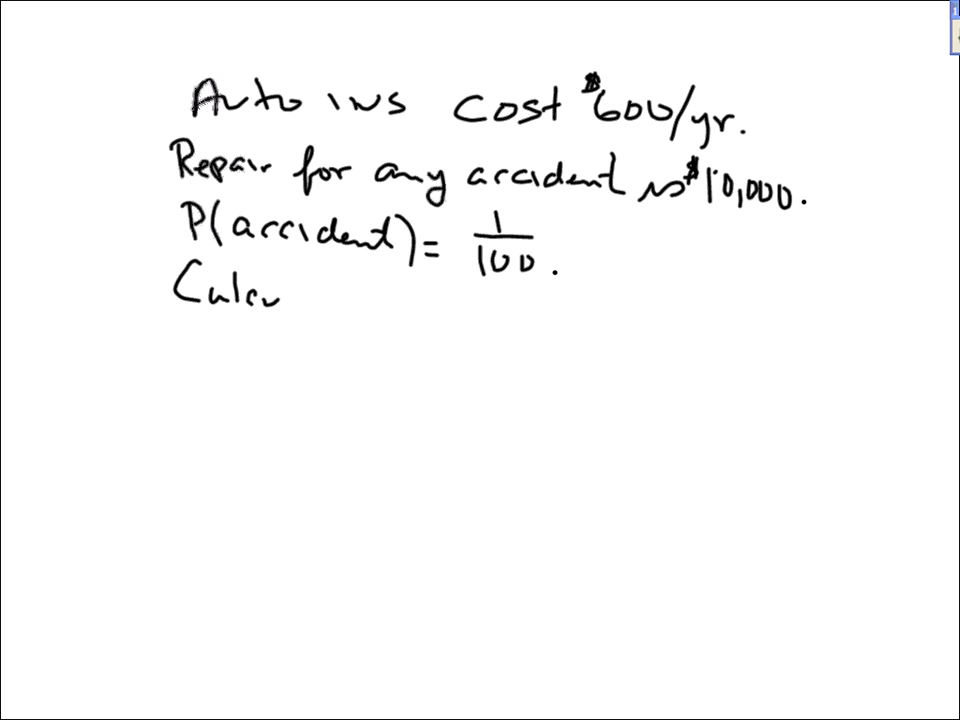 Auto ins cost $600/yr.
Repair for any accident is $10,000.
P(accident) = 1/100.
Calcu